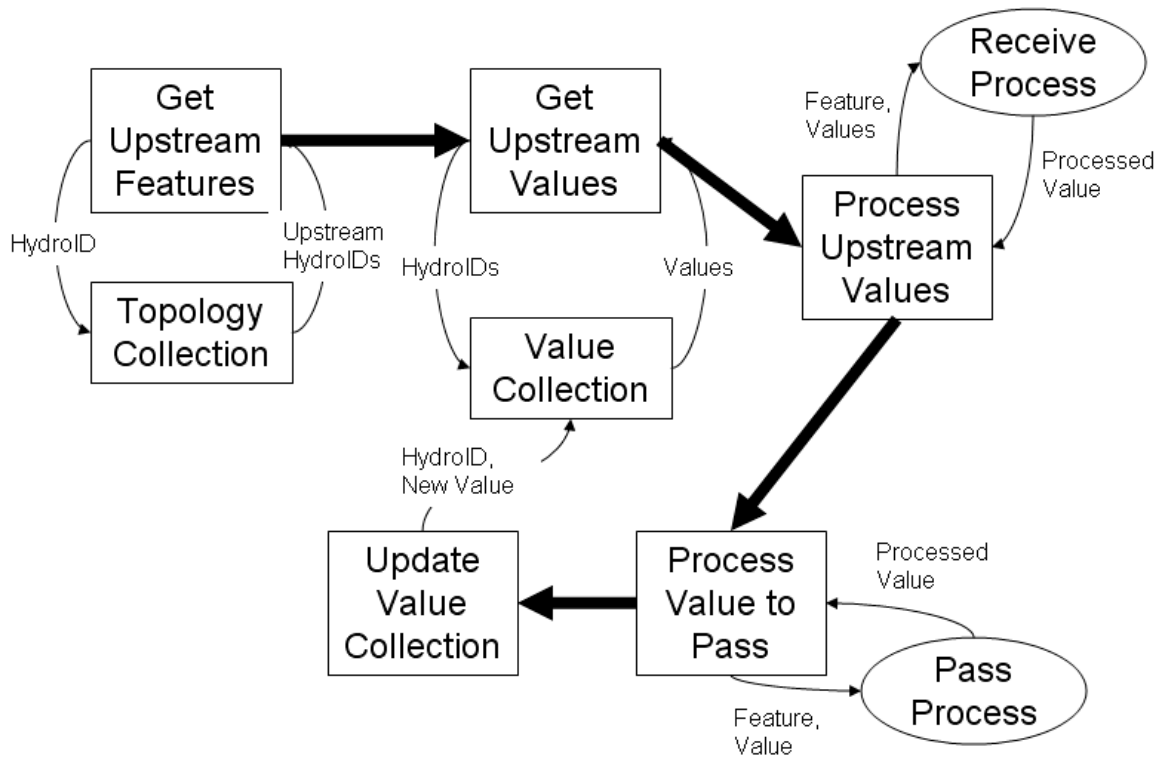 Get
Upstream
Features
Get
Upstream
Values
Receive
Process
Feature,
Values
Processed
Value
HydroID
Upstream
HydroIDs
HydroIDs
Values
Process
Upstream
Values
Topology
Collection
Value
Collection
HydroID,
New Value
Update
Value
Collection
Process
Value to
Pass
Processed
Value
Pass
Process
Feature,
Value